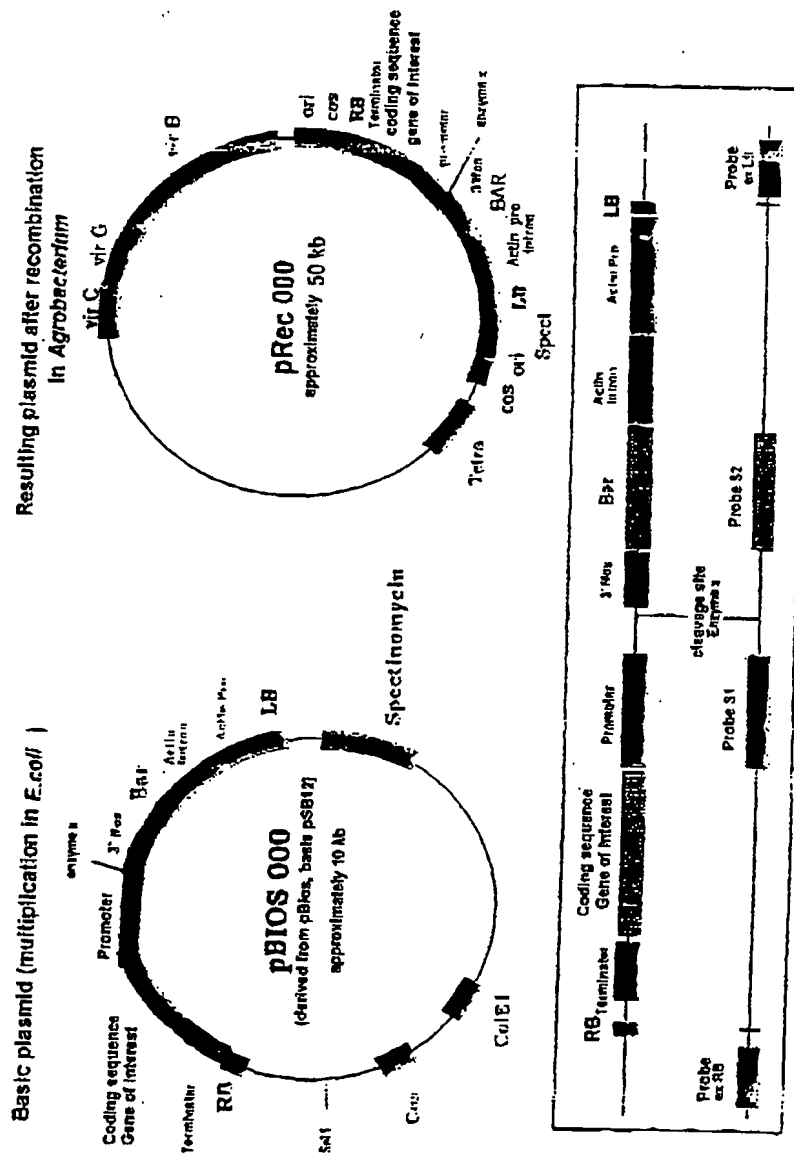 Basic plasmid (multiplication in E.coli )
enzyme x
3' Nos
Promoter
Bar
Actin
Intron
LB
Coding sequence
Gene of Interest
Terminator
RB
pBIOS 000
(derived from pBios, basis pSB12)
approximately 10 kb
Spectinomycin
ColE1
Resulting plasmid after recombination
in Agrobacterium
vir C
vir G
vir B
ori
cos
RB
Terminator
coding sequence
gene of interest
enzyme x
BAR
Actin pro
LB
Spect
ori
cos
Tetra
pRec 000
approximately 50 kb
RB
Terminator
Coding sequence
Gene of Interest
Promoter
3' Nos
Bar
Actin
Intron
Actin Pro
LB
cleavage site
Enzyme x
Probe
ex RB
Probe S1
Probe S2
Probe
ex LB